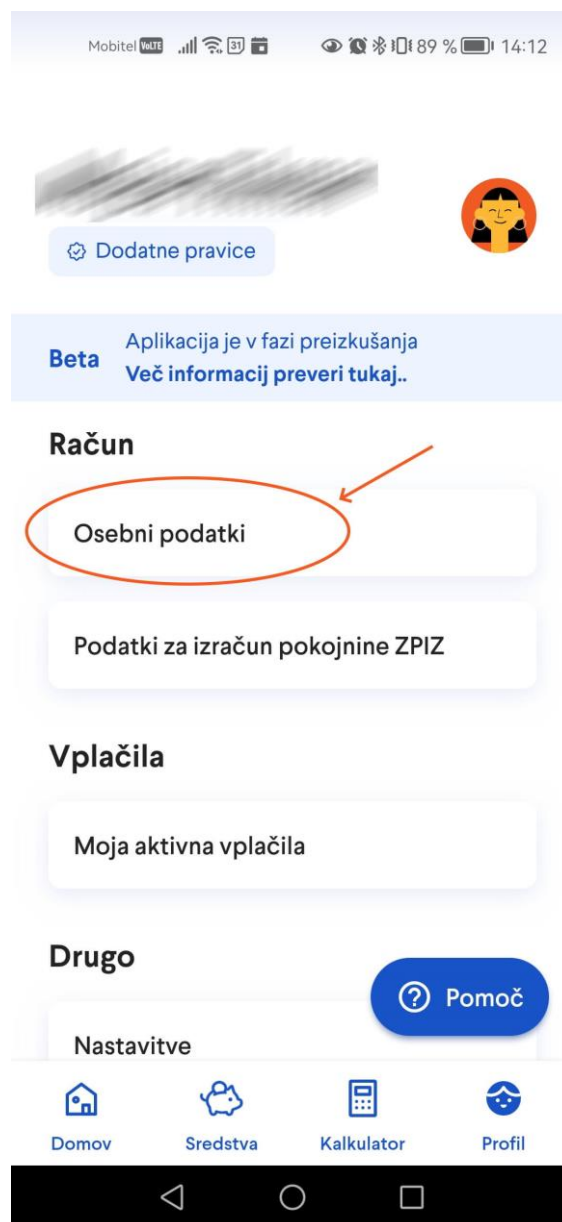 Mobitel VoLTE 31 89 % 14:12
Dodatne pravice
Beta
Aplikacija je v fazi preizkušanja
Več informacij preveri tukaj..
Račun
Osebni podatki
Podatki za izračun pokojnine ZPIZ
Vplačila
Moja aktivna vplačila
Drugo
Pomoč
Nastavitve
Domov Sredstva Kalkulator Profil